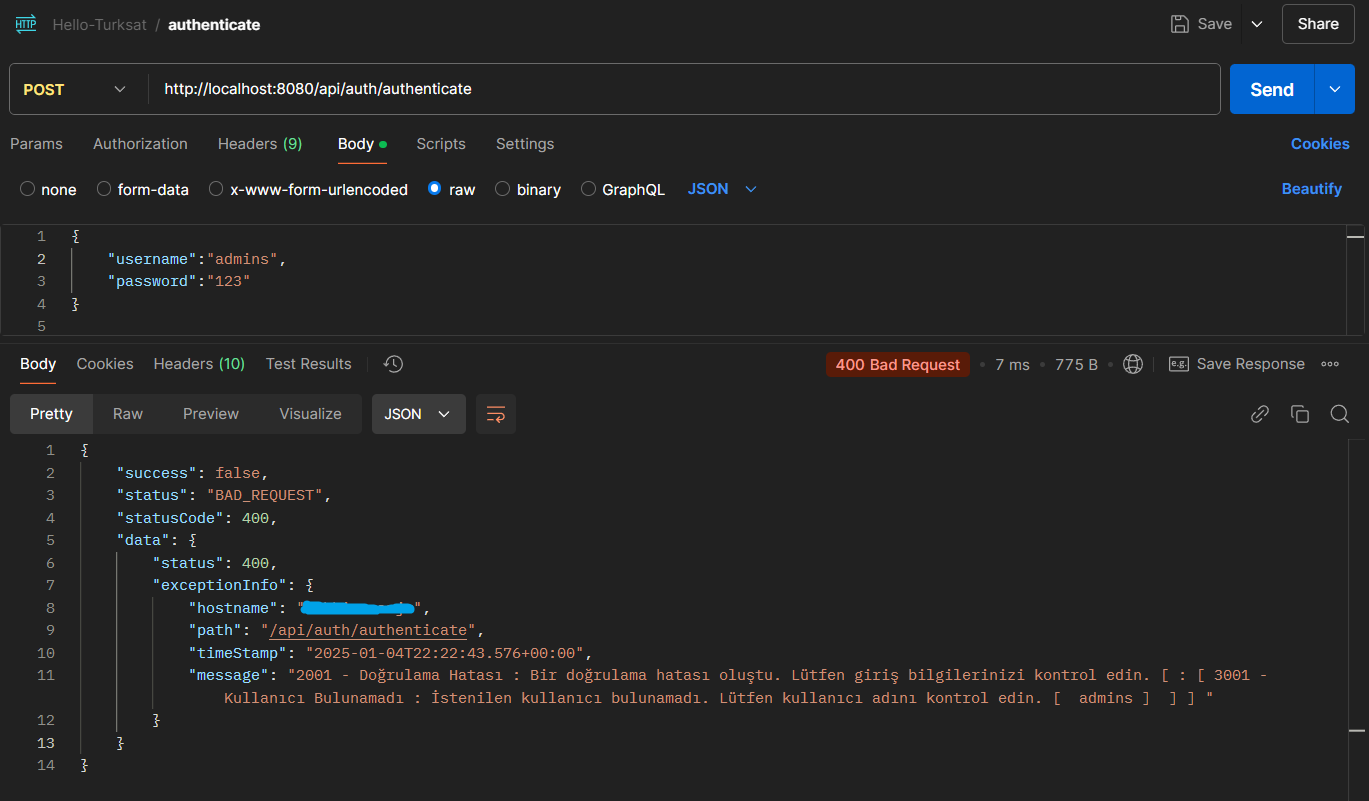 HTTP Hello-Turksat / authenticate Save Share
POST http://localhost:8080/api/auth/authenticate Send
Params Authorization Headers (9) Body Scripts Settings Cookies
none form-data x-www-form-urlencoded raw binary GraphQL JSON Beautify
1 {
2 "username":"admins",
3 "password":"123"
4 }
5
Body Cookies Headers (10) Test Results 400 Bad Request • 7 ms • 775 B • e.g. Save Response
Pretty Raw Preview Visualize JSON
1 {
2 "success": false,
3 "status": "BAD_REQUEST",
4 "statusCode": 400,
5 "data": {
6 "status": 400,
7 "exceptionInfo": {
8 "hostname": "",
9 "path": "/api/auth/authenticate",
10 "timeStamp": "2025-01-04T22:22:43.576+00:00",
11 "message": "2001 - Doğrulama Hatası : Bir doğrulama hatası oluştu. Lütfen giriş bilgilerinizi kontrol edin. [ : [ 3001 -
Kullanıcı Bulunamadı : İstenilen kullanıcı bulunamadı. Lütfen kullanıcı adını kontrol edin. [  admins ]  ] ] "
12 }
13 }
14 }